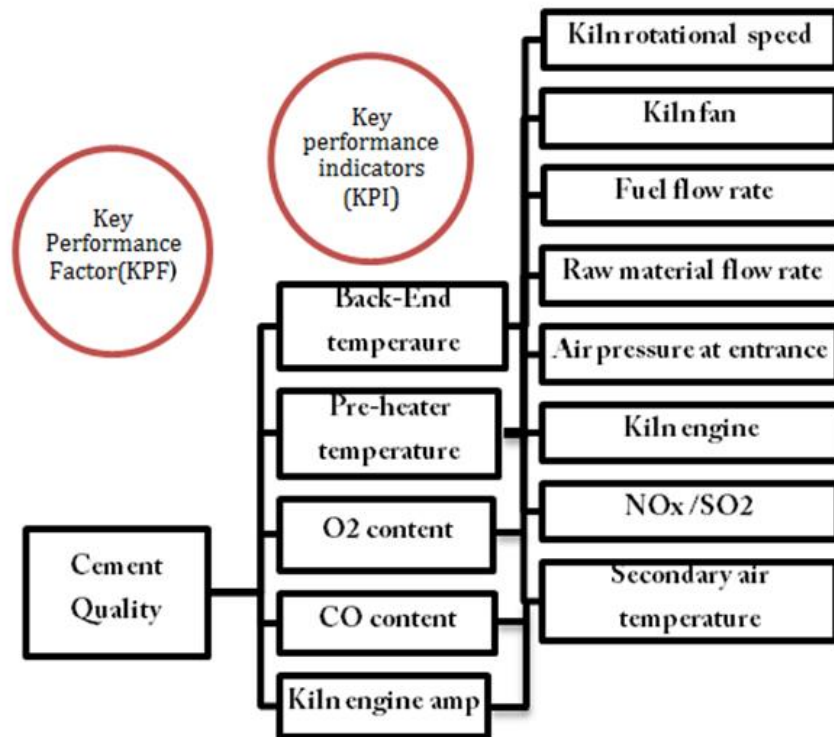 Key
Performance
Factor(KPF)
Key
performance
indicators
(KPI)
Cement
Quality
Back-End
temperaure
Pre-heater
temperature
O2 content
CO content
Kiln engine amp
Kiln rotational speed
Kiln fan
Fuel flow rate
Raw material flow rate
Air pressure at entrance
Kiln engine
NOx /SO2
Secondary air
temperature